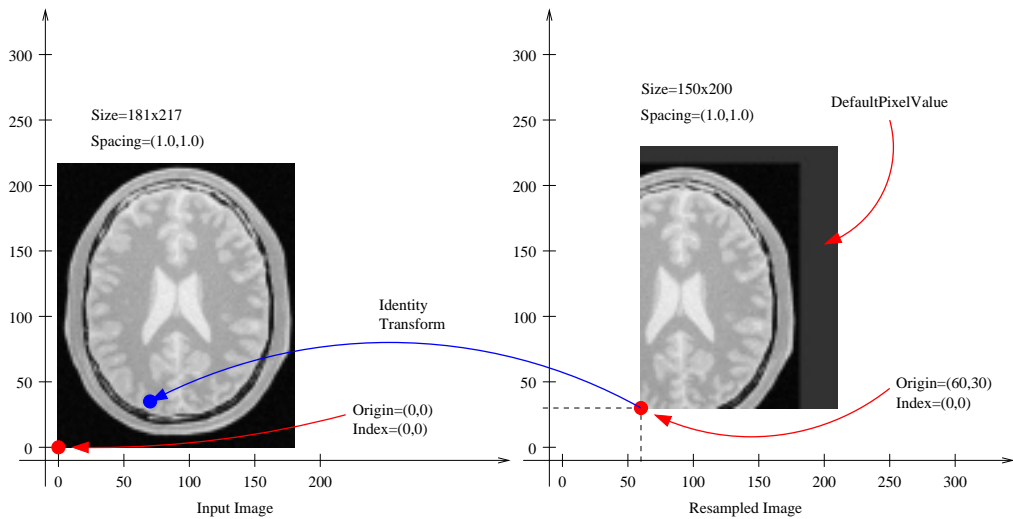 300
250
200
150
100
50
0
Size=181x217
Spacing=(1.0,1.0)
Identity
Transform
Origin=(0,0)
Index=(0,0)
0
50
100
150
200
Input Image
300
250
200
150
100
50
0
Size=150x200
Spacing=(1.0,1.0)
DefaultPixelValue
Origin=(60,30)
Index=(0,0)
0
50
100
150
200
250
300
Resampled Image